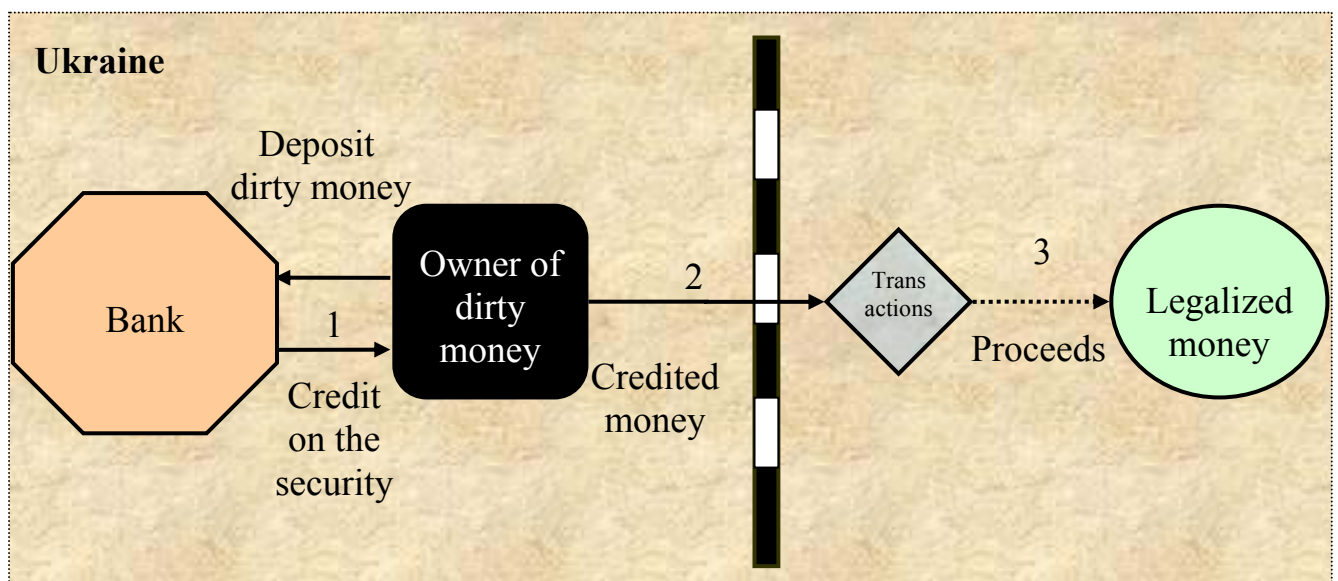 Ukraine
Deposit
dirty money
Bank
1
Credit
on the
security
Owner of
dirty
money
2
Credited
money
Trans
actions
3
Proceeds
Legalized
money